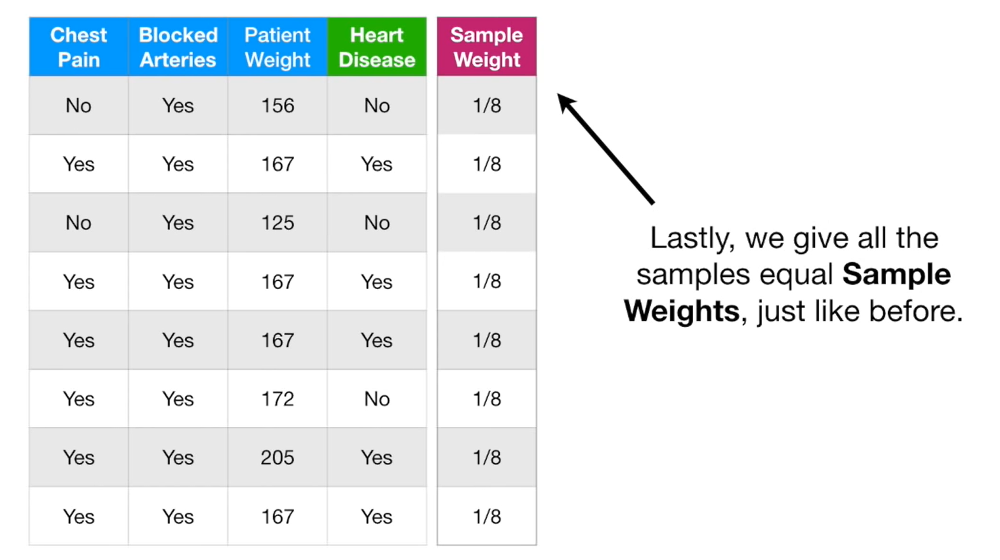 Chest Pain Blocked Arteries Patient Weight Heart Disease Sample Weight
No Yes 156 No 1/8
Yes Yes 167 Yes 1/8
No Yes 125 No 1/8
Yes Yes 167 Yes 1/8
Yes Yes 167 Yes 1/8
Yes Yes 172 No 1/8
Yes Yes 205 Yes 1/8
Yes Yes 167 Yes 1/8
Lastly, we give all the
samples equal Sample
Weights, just like before.